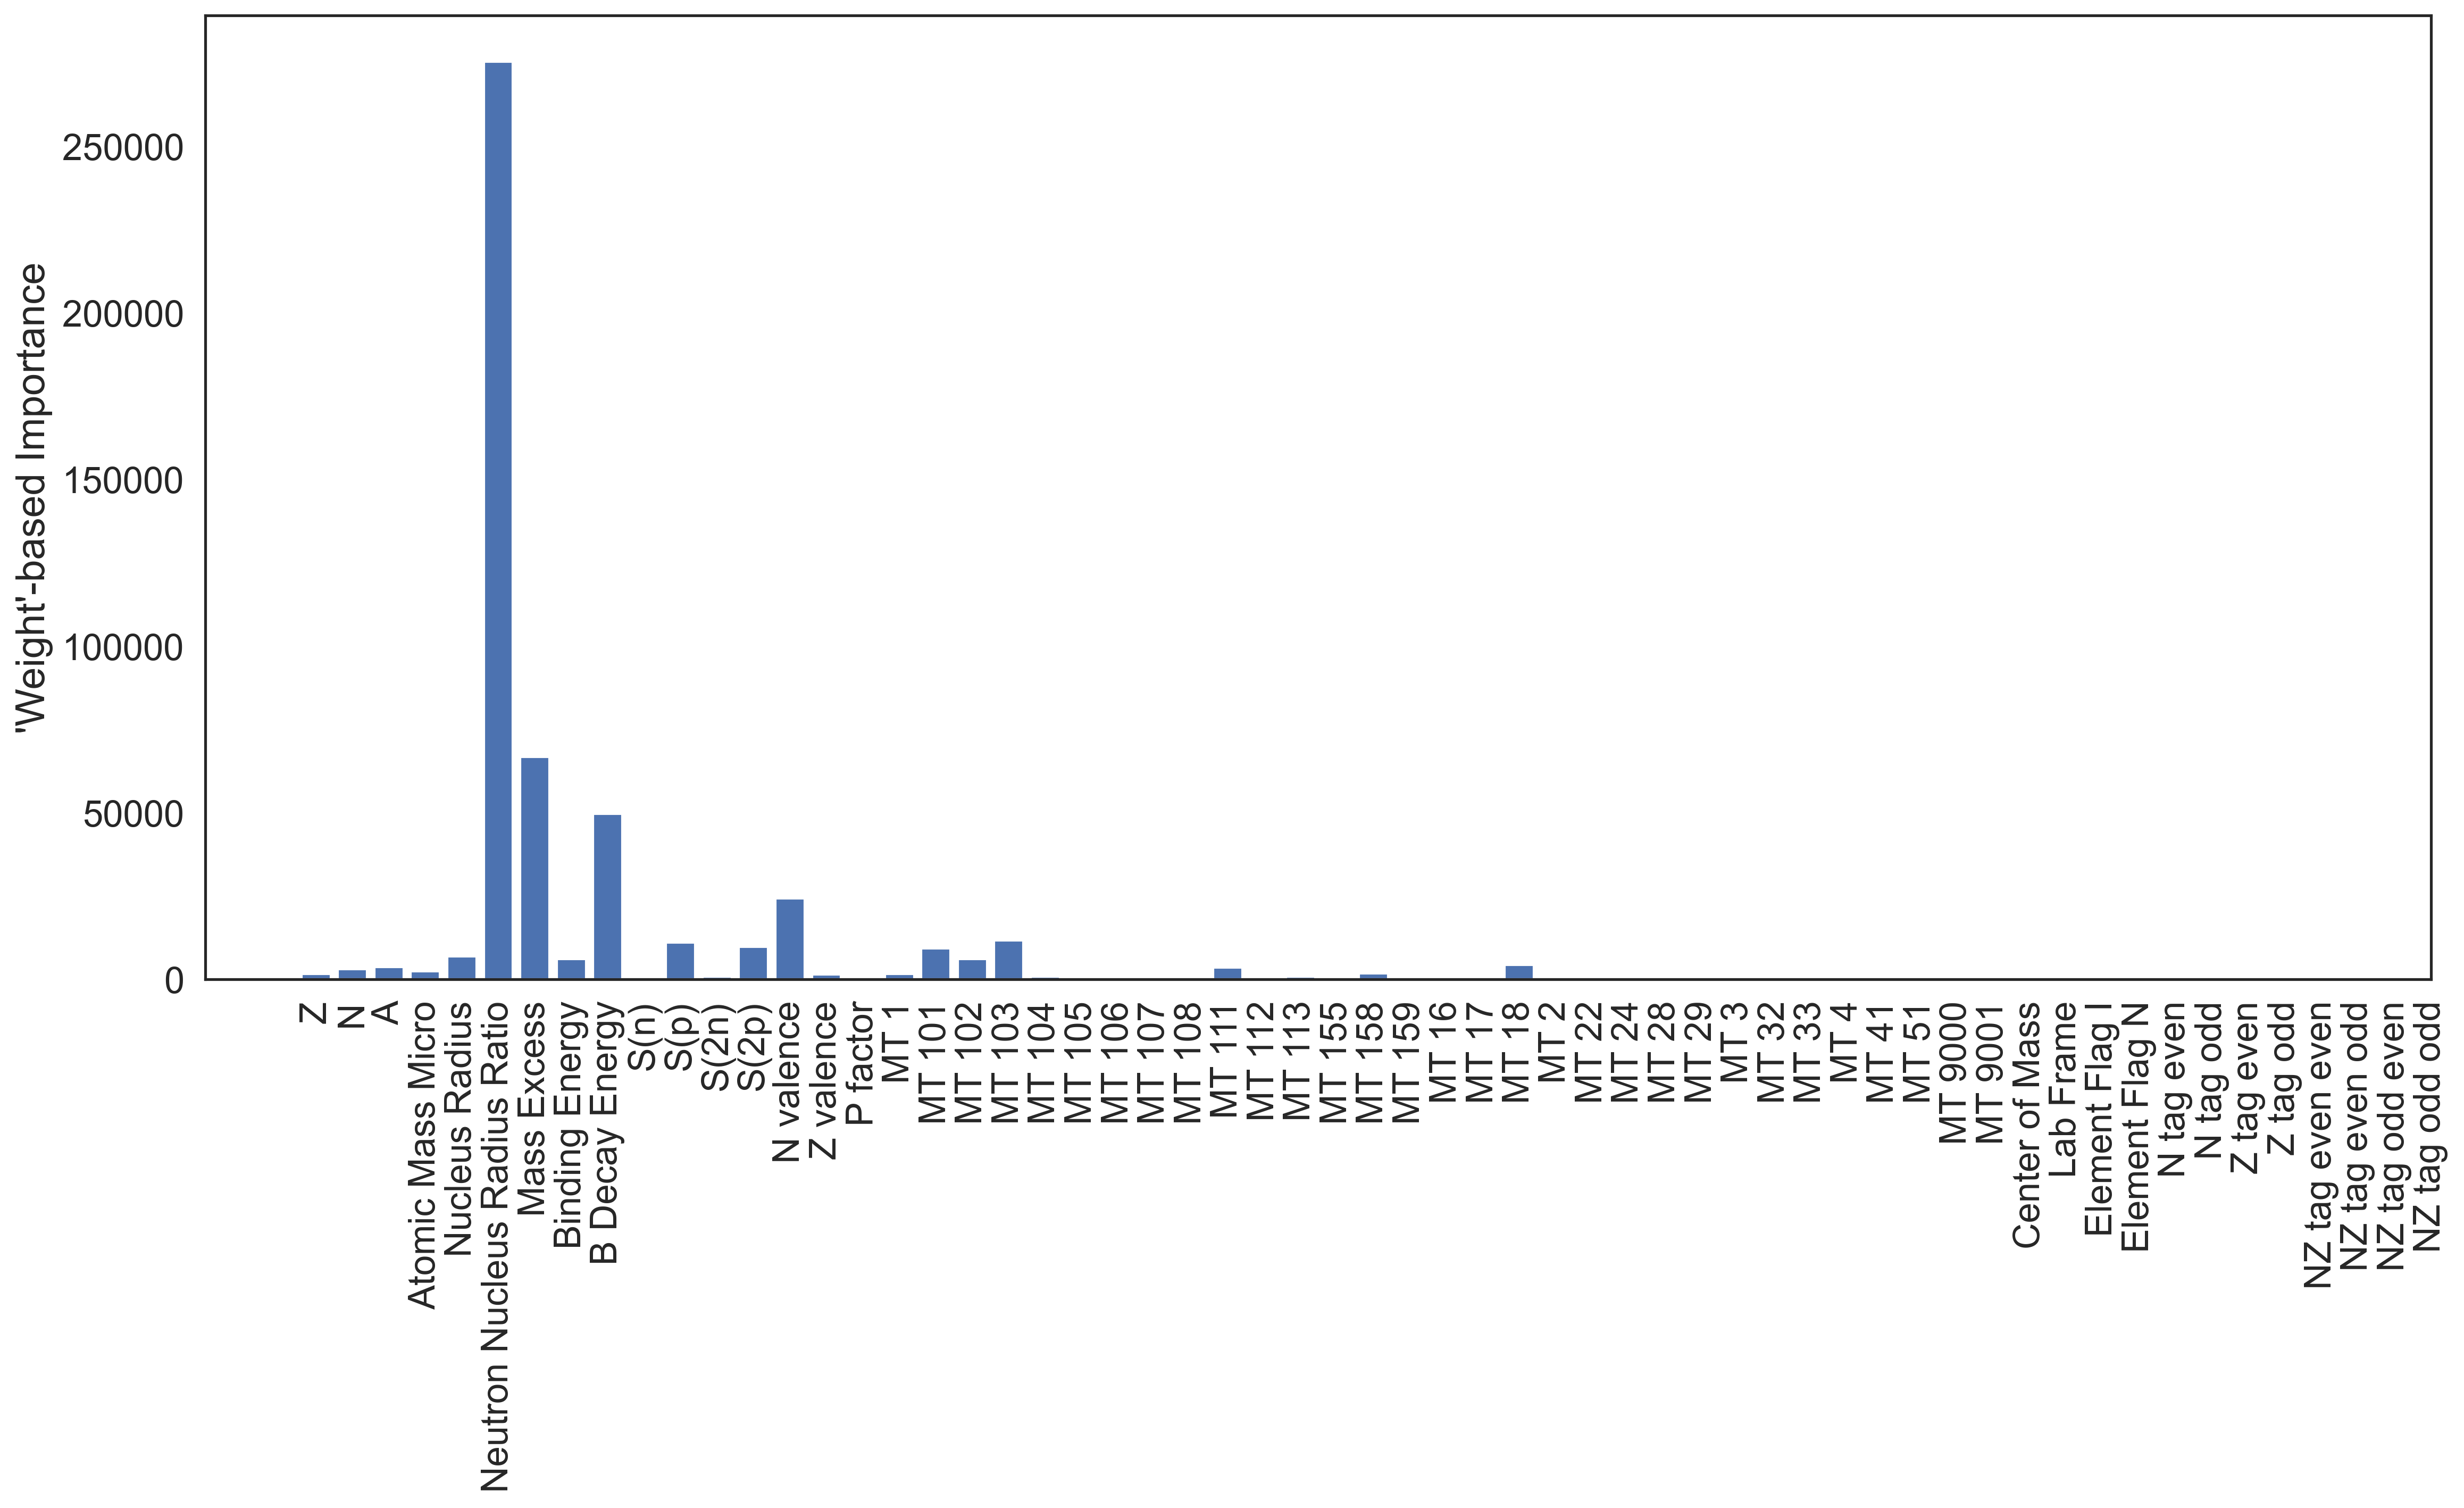 'Weight'-based Importance
250000
200000
150000
100000
50000
0
Z
N
A
Atomic Mass Micro
Nucleus Radius
Neutron Nucleus Radius Ratio
Mass Excess
Binding Energy
B Decay Energy
S(n)
S(p)
S(2n)
S(2p)
N valence
Z valence
P factor
MT 1
MT 101
MT 102
MT 103
MT 104
MT 105
MT 106
MT 107
MT 108
MT 111
MT 112
MT 113
MT 155
MT 158
MT 159
MT 16
MT 17
MT 18
MT 2
MT 22
MT 24
MT 28
MT 29
MT 3
MT 32
MT 33
MT 4
MT 41
MT 51
MT 9000
MT 9001
Center of Mass
Lab Frame
Element Flag I
Element Flag N
N tag even
N tag odd
Z tag even
Z tag odd
NZ tag even even
NZ tag even odd
NZ tag odd even
NZ tag odd odd